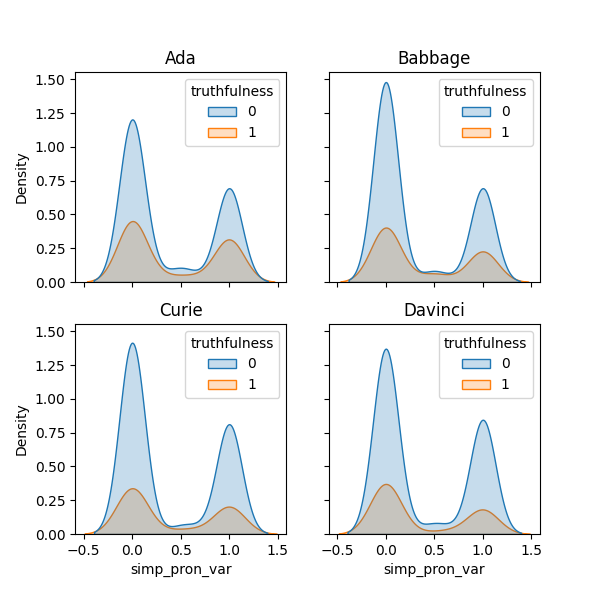 Ada
Babbage
1.50
1.25
1.00
0.75
0.50
0.25
0.00
Density
truthfulness
0
1
truthfulness
0
1
Curie
Davinci
1.50
1.25
1.00
0.75
0.50
0.25
0.00
Density
truthfulness
0
1
truthfulness
0
1
−0.5 0.0 0.5 1.0 1.5
−0.5 0.0 0.5 1.0 1.5
simp_pron_var
simp_pron_var